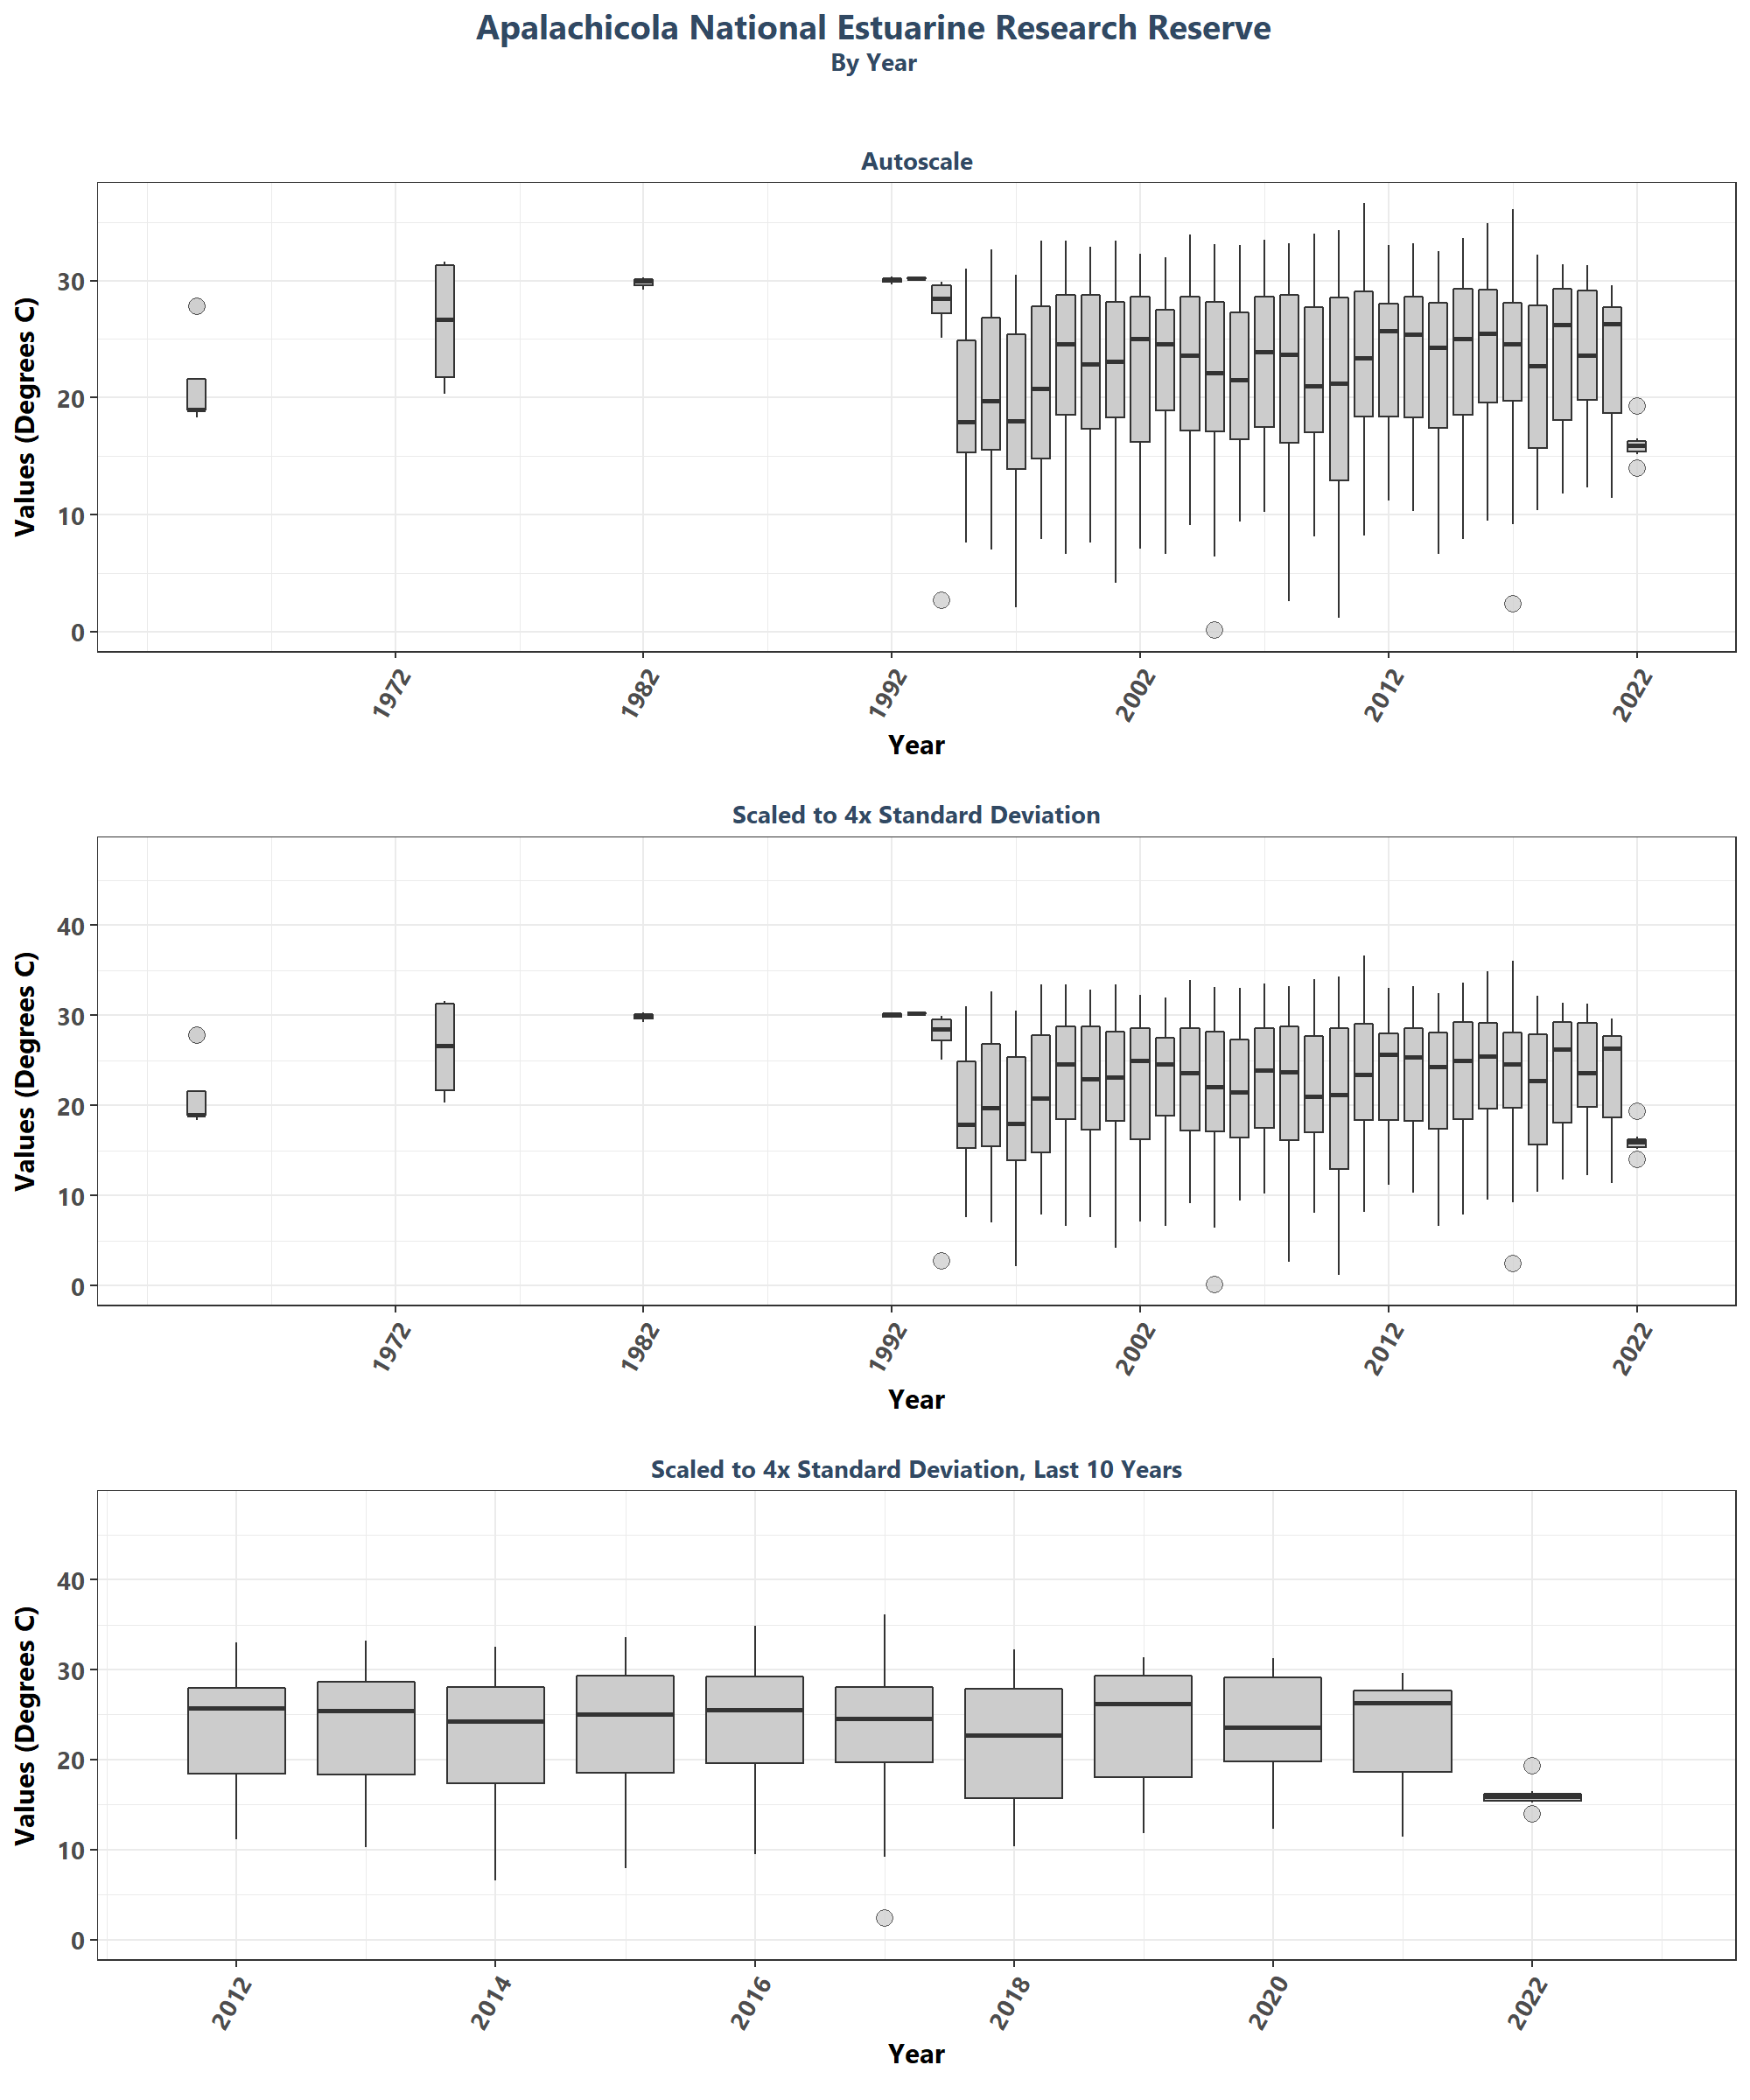 Apalachicola National Estuarine Research Reserve
By Year
Autoscale
Values (Degrees C)
30
20
10
0
1972
1982
1992
2002
2012
2022
Year
Scaled to 4x Standard Deviation
Values (Degrees C)
40
30
20
10
0
1972
1982
1992
2002
2012
2022
Year
Scaled to 4x Standard Deviation, Last 10 Years
Values (Degrees C)
40
30
20
10
0
2012
2014
2016
2018
2020
2022
Year